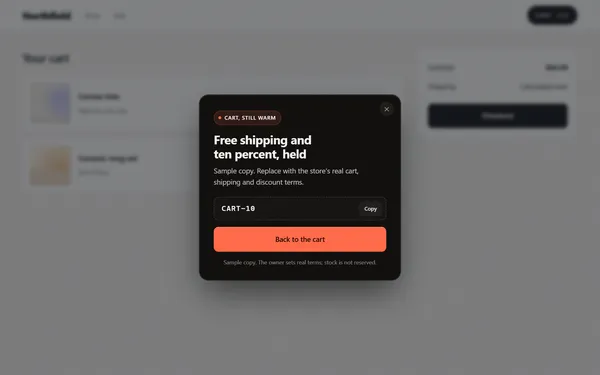 Northfield
Your cart
Checkout
CART, STILL WARM
Free shipping and
ten percent, held
Sample copy. Replace with the store's real cart,
shipping and discount terms.
CART-10
Copy
Back to the cart
Sample copy. The owner sets real terms; stock is not reserved.